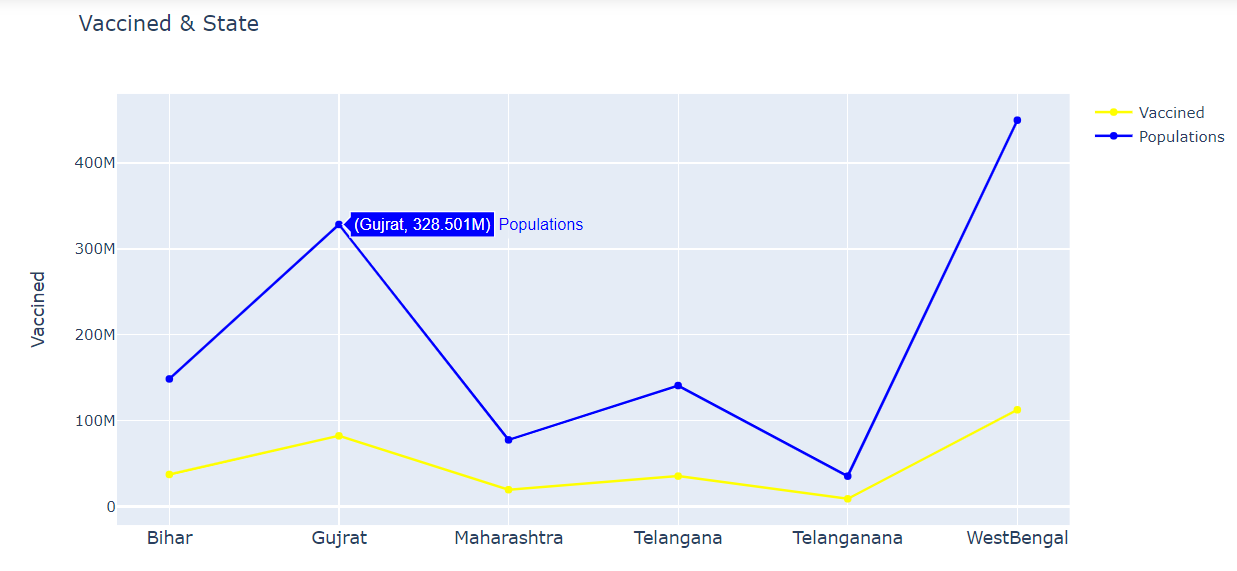 Vaccined & State
Vaccined
Populations
400M
(Gujrat, 328.501M) Populations
300M
Vaccined
200M
100M
0
Bihar Gujrat Maharashtra Telangana Telanganana WestBengal